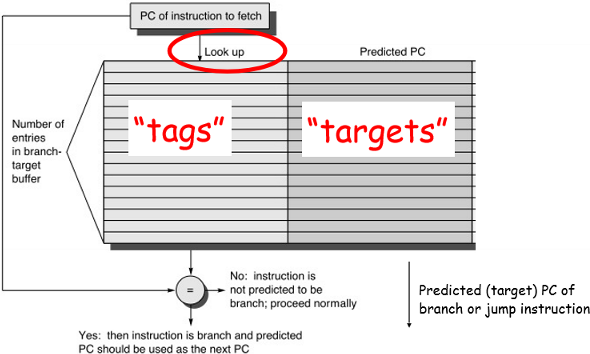 PC of instruction to fetch
Look up
Predicted PC
Number of
entries
in branch-
target
buffer
“tags”
“targets”
=
No: instruction is
not predicted to be
branch; proceed normally
Predicted (target) PC of
branch or jump instruction
Yes: then instruction is branch and predicted
PC should be used as the next PC